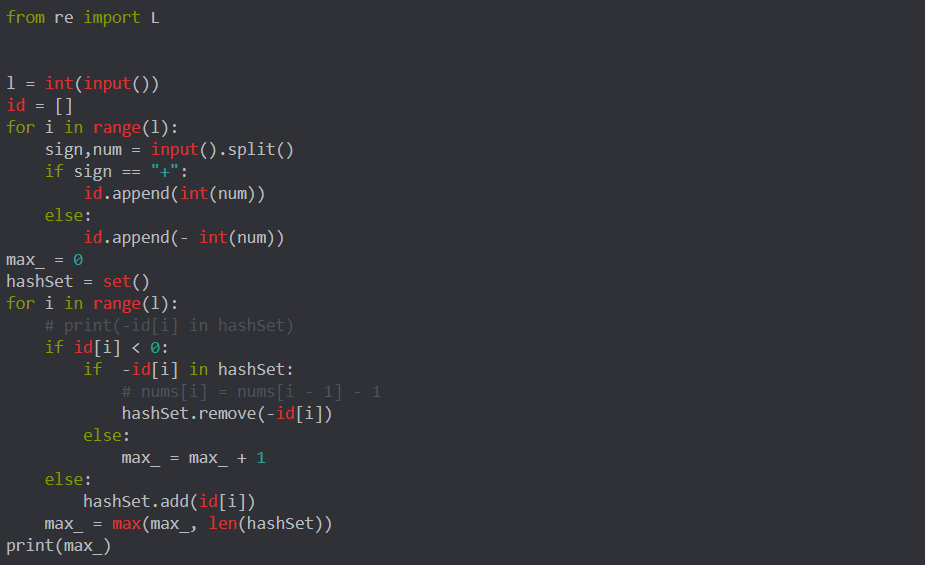 from re import L
l = int(input())
id = []
for i in range(l):
    sign,num = input().split()
    if sign == "+":
        id.append(int(num))
    else:
        id.append(- int(num))
max_ = 0
hashSet = set()
for i in range(l):
    # print(-id[i] in hashSet)
    if id[i] < 0:
        if  -id[i] in hashSet:
            # nums[i] = nums[i - 1] - 1
            hashSet.remove(-id[i])
        else:
            max_ = max_ + 1
    else:
        hashSet.add(id[i])
    max_ = max(max_, len(hashSet))
print(max_)